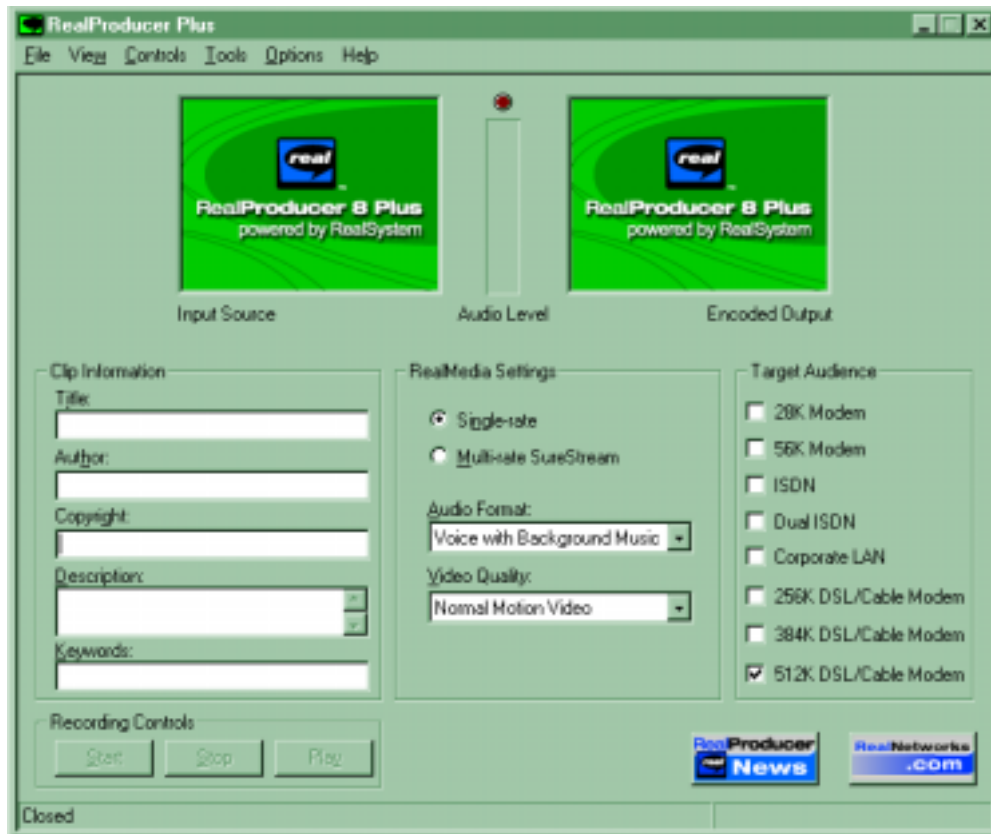 RealProducer Plus
File View Controls Tools Options Help
real
RealProducer 8 Plus
powered by RealSystem
real
RealProducer 8 Plus
powered by RealSystem
Input Source
Audio Level
Encoded Output
Clip Information
Title:
Author:
Copyright:
Description:
Keywords:
RealMedia Settings
Single-rate
Multi-rate SureStream
Audio Format:
Voice with Background Music
Video Quality:
Normal Motion Video
Target Audience
28K Modem
56K Modem
ISDN
Dual ISDN
Corporate LAN
256K DSL/Cable Modem
384K DSL/Cable Modem
512K DSL/Cable Modem
Recording Controls
Start Stop Play
RealProducer
real News
RealNetworks
.com
Closed